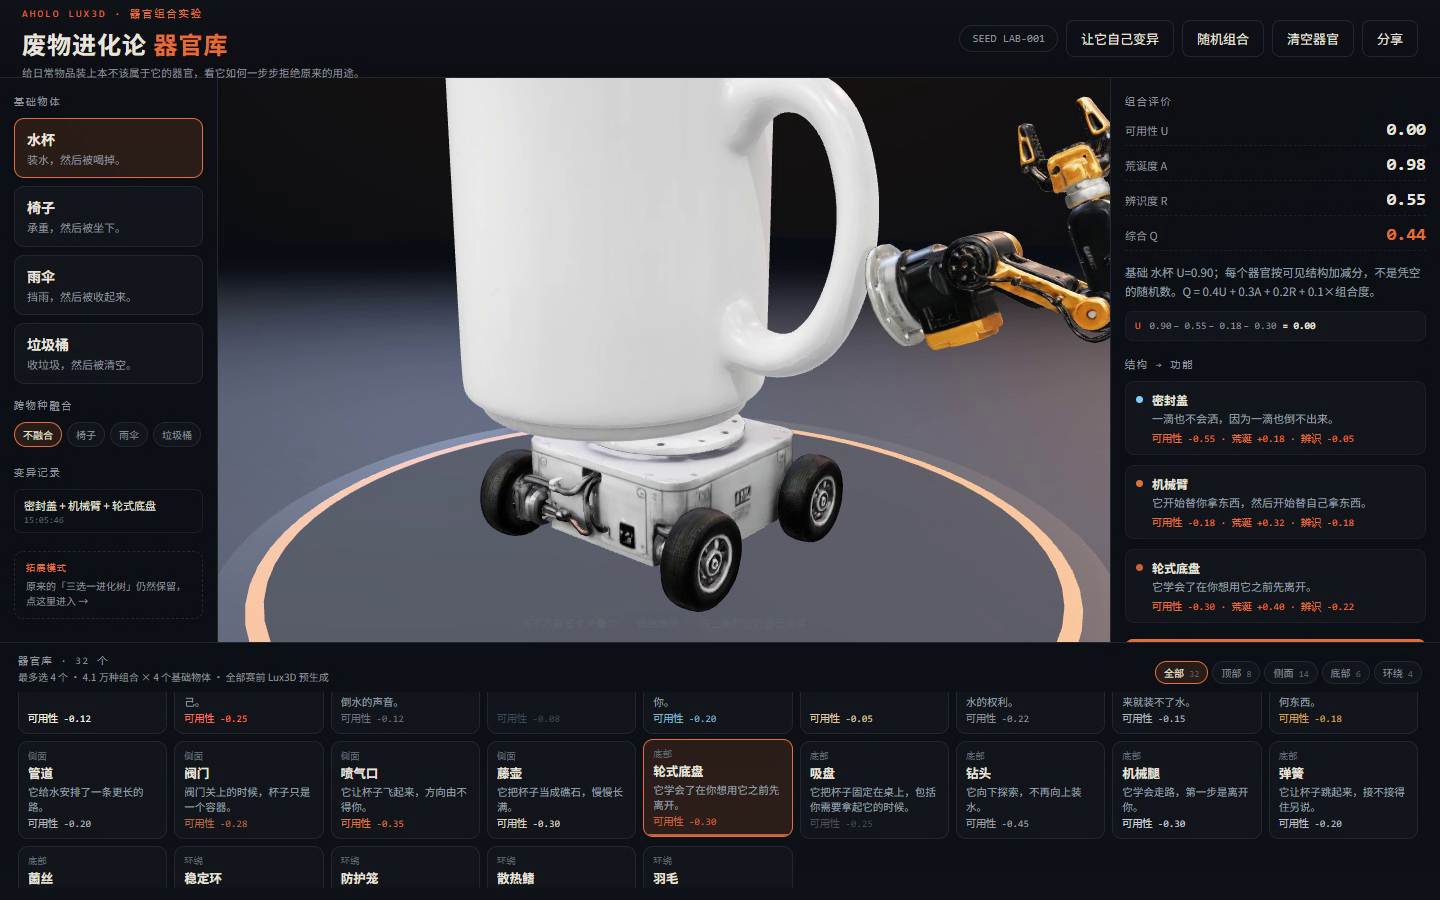 AHOLO LUX3D · 器官组合实验
废物进化论 器官库
给日常物品装上本不该属于它的器官，看它如何一步步拒绝原来的用途。
SEED LAB-001
让它自己变异
随机组合
清空器官
分享
基础物体
水杯
装水，然后被喝掉。
椅子
承重，然后被坐下。
雨伞
挡雨，然后被收起来。
垃圾桶
收垃圾，然后被清空。
跨物种融合
不融合 椅子 雨伞 垃圾桶
变异记录
密封盖+机械臂+轮式底盘
15:05:46
拓展模式
原来的「三选一进化树」仍然保留，
点这里进入 →
组合评价
可用性 U 0.00
荒诞度 A 0.98
辨识度 R 0.55
综合 Q 0.44
基础 水杯 U=0.90；每个器官按可见结构加减分，不是凭空
的随机数。Q = 0.4U + 0.3A + 0.2R + 0.1×组合度。
U 0.90 − 0.55 − 0.18 − 0.30 = 0.00
结构 → 功能
密封盖
一滴也不会洒，因为一滴也倒不出来。
可用性 -0.55 · 荒诞 +0.18 · 辨识 -0.05
机械臂
它开始替你拿东西，然后开始替自己拿东西。
可用性 -0.18 · 荒诞 +0.32 · 辨识 -0.18
轮式底盘
它学会了在你想用它之前先离开。
可用性 -0.30 · 荒诞 +0.40 · 辨识 -0.22
器官库 · 32 个
最多选 4 个 · 4.1 万种组合 × 4 个基础物体 · 全部赛前 Lux3D 预生成
全部 32 顶部 8 侧面 14 底部 6 环绕 4
己。 倒水的声音。 你。 水的权利。 来就装不了水。 何东西。
可用性 -0.12 可用性 -0.25 可用性 -0.12 可用性 -0.08 可用性 -0.20 可用性 -0.05 可用性 -0.22 可用性 -0.15 可用性 -0.18
侧面
管道
它给水安排了一条更长的
路。
可用性 -0.20
侧面
阀门
阀门关上的时候，杯子只是
一个容器。
可用性 -0.28
侧面
喷气口
它让杯子飞起来，方向由不
得你。
可用性 -0.35
侧面
藤壶
它把杯子当成礁石，慢慢长
满。
可用性 -0.30
底部
轮式底盘
它学会了在你想用它之前先
离开。
可用性 -0.30
底部
吸盘
它把杯子固定在桌上，包括
你需要拿起它的时候。
可用性 -0.25
底部
钻头
它向下探索，不再向上装
水。
可用性 -0.45
底部
机械腿
它学会走路，第一步是离开
你。
可用性 -0.30
底部
弹簧
它让杯子跳起来，接不接得
住另说。
可用性 -0.20
底部
菌丝
环绕
稳定环
环绕
防护笼
环绕
散热鳍
环绕
羽毛